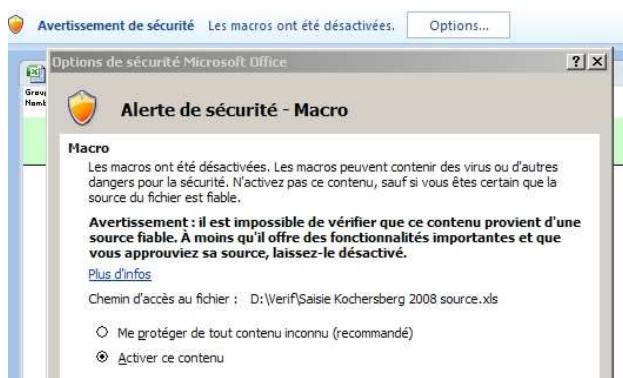 Avertissement de sécurité Les macros ont été désactivées. Options...
Options de sécurité Microsoft Office
Alerte de sécurité - Macro
Macro
Les macros ont été désactivées. Les macros peuvent contenir des virus ou d'autres
dangers pour la sécurité. N'activez pas ce contenu, sauf si vous êtes certain que la
source du fichier est fiable.
Avertissement : il est impossible de vérifier que ce contenu provient d'une
source fiable. À moins qu'il offre des fonctionnalités importantes et que
vous approuviez sa source, laissez-le désactivé.
Plus d'infos
Chemin d'accès au fichier : D:\Verif\Saisie Kochersberg 2008 source.xls
Me protéger de tout contenu inconnu (recommandé)
Activer ce contenu